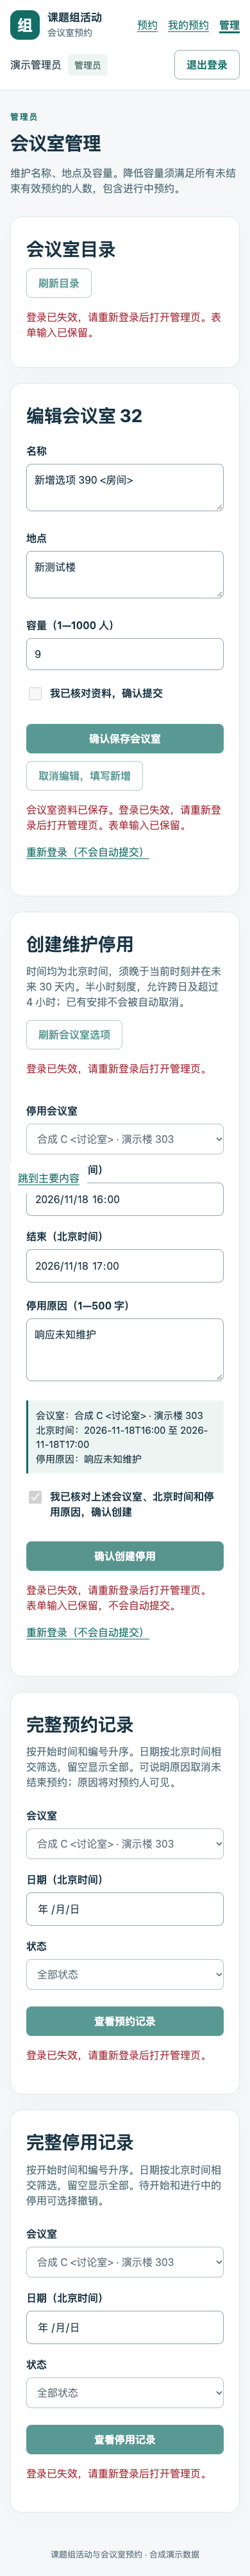 组
课题组活动
会议室预约
预约 我的预约 管理
演示管理员 管理员
退出登录
管理员
会议室管理
维护名称、地点及容量。降低容量须满足所有未结
束有效预约的人数，包含进行中预约。
会议室目录
刷新目录
登录已失效，请重新登录后打开管理页。表
单输入已保留。
编辑会议室 32
名称
新增选项 390 <房间>
地点
新测试楼
容量（1—1000 人）
9
我已核对资料，确认提交
确认保存会议室
取消编辑，填写新增
会议室资料已保存。登录已失效，请重新登
录后打开管理页。表单输入已保留。
重新登录（不会自动提交）
创建维护停用
时间均为北京时间，须晚于当前时刻并在未
来 30 天内。半小时刻度，允许跨日及超过
4 小时；已有安排不会被自动取消。
刷新会议室选项
登录已失效，请重新登录后打开管理页。
停用会议室
合成 C <讨论室> · 演示楼 303
间）
跳到主要内容
2026/11/18 16:00
结束（北京时间）
2026/11/18 17:00
停用原因（1—500 字）
响应未知维护
会议室：合成 C <讨论室> · 演示楼 303
北京时间：2026-11-18T16:00 至 2026-
11-18T17:00
停用原因：响应未知维护
我已核对上述会议室、北京时间和停
用原因，确认创建
确认创建停用
登录已失效，请重新登录后打开管理页。
表单输入已保留，不会自动提交。
重新登录（不会自动提交）
完整预约记录
按开始时间和编号升序。日期按北京时间相
交筛选，留空显示全部。可说明原因取消未
结束预约；原因将对预约人可见。
会议室
合成 C <讨论室> · 演示楼 303
日期（北京时间）
年 /月/日
状态
全部状态
查看预约记录
登录已失效，请重新登录后打开管理页。
完整停用记录
按开始时间和编号升序。日期按北京时间相
交筛选，留空显示全部。待开始和进行中的
停用可选择撤销。
会议室
合成 C <讨论室> · 演示楼 303
日期（北京时间）
年 /月/日
状态
全部状态
查看停用记录
登录已失效，请重新登录后打开管理页。
课题组活动与会议室预约 · 合成演示数据